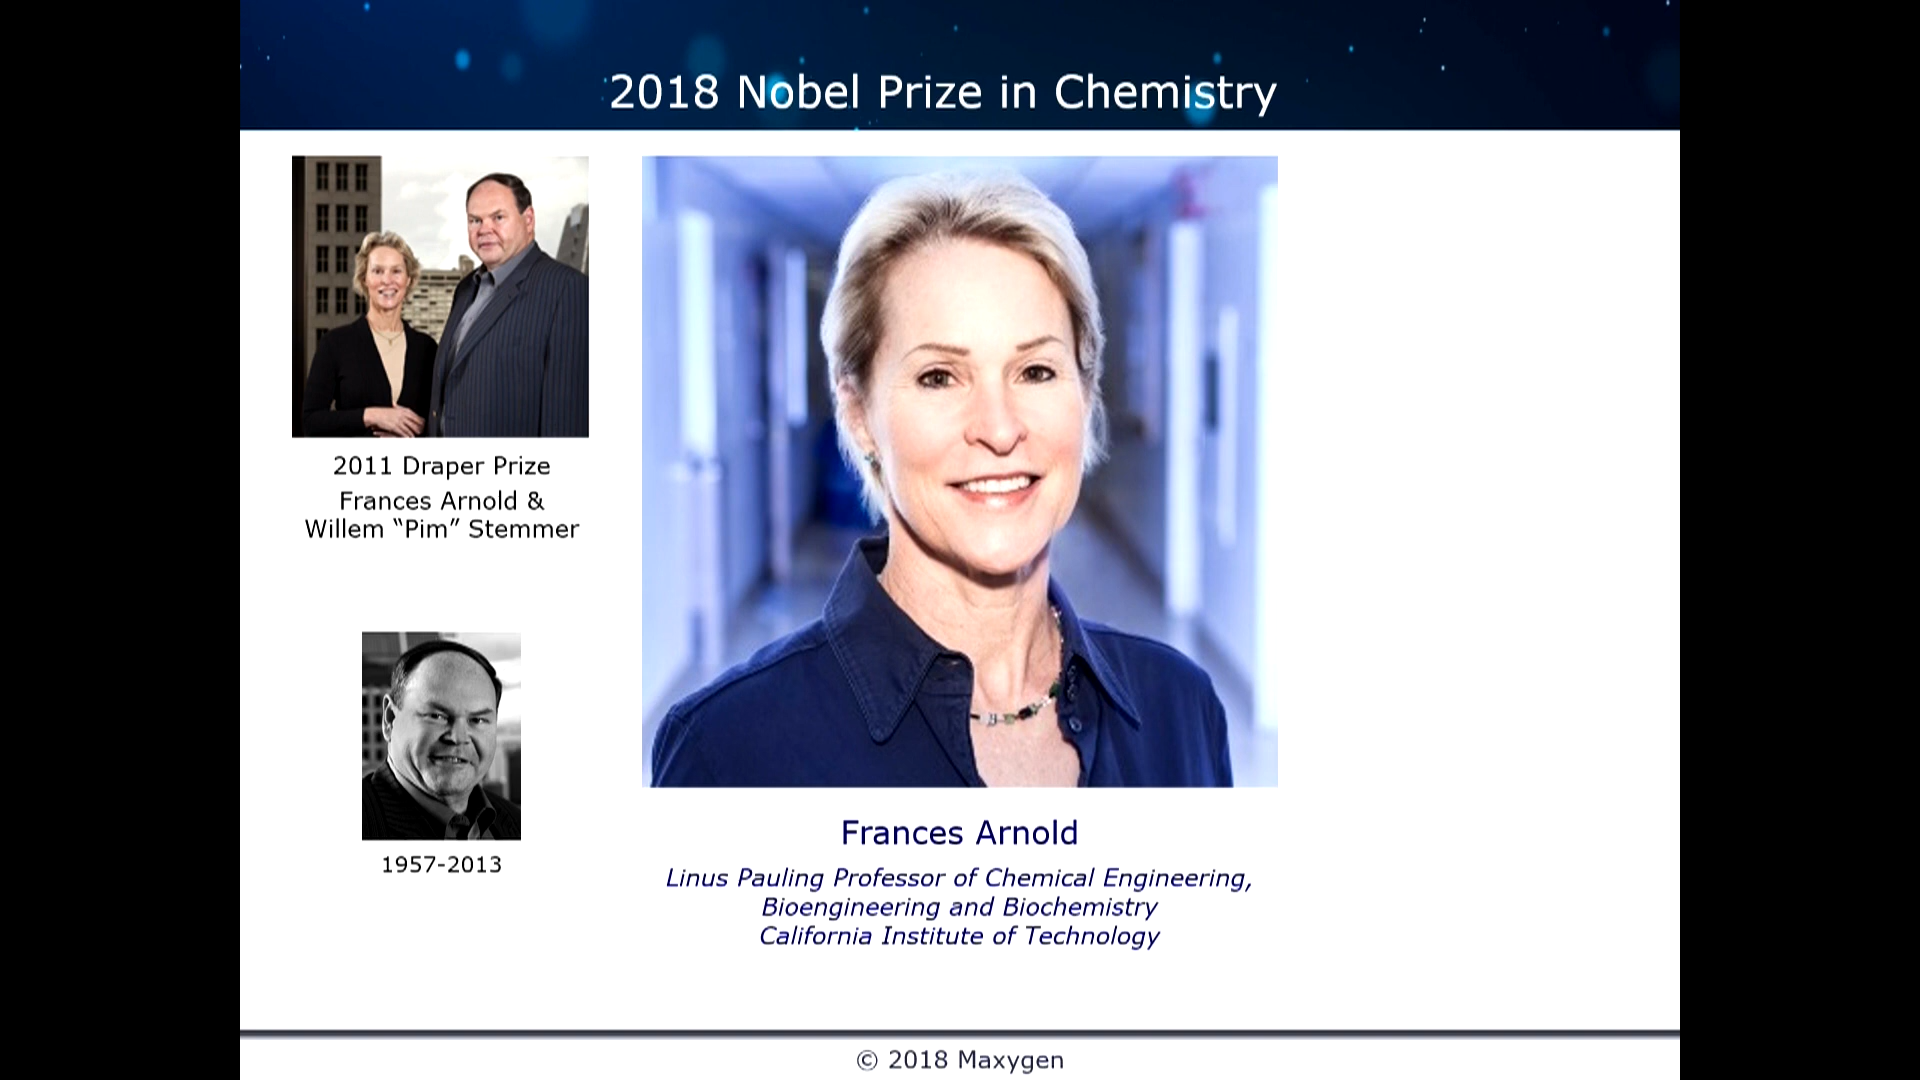 2018 Nobel Prize in Chemistry
2011 Draper Prize
Frances Arnold &
Willem “Pim” Stemmer
1957-2013
Frances Arnold
Linus Pauling Professor of Chemical Engineering,
Bioengineering and Biochemistry
California Institute of Technology
© 2018 Maxygen